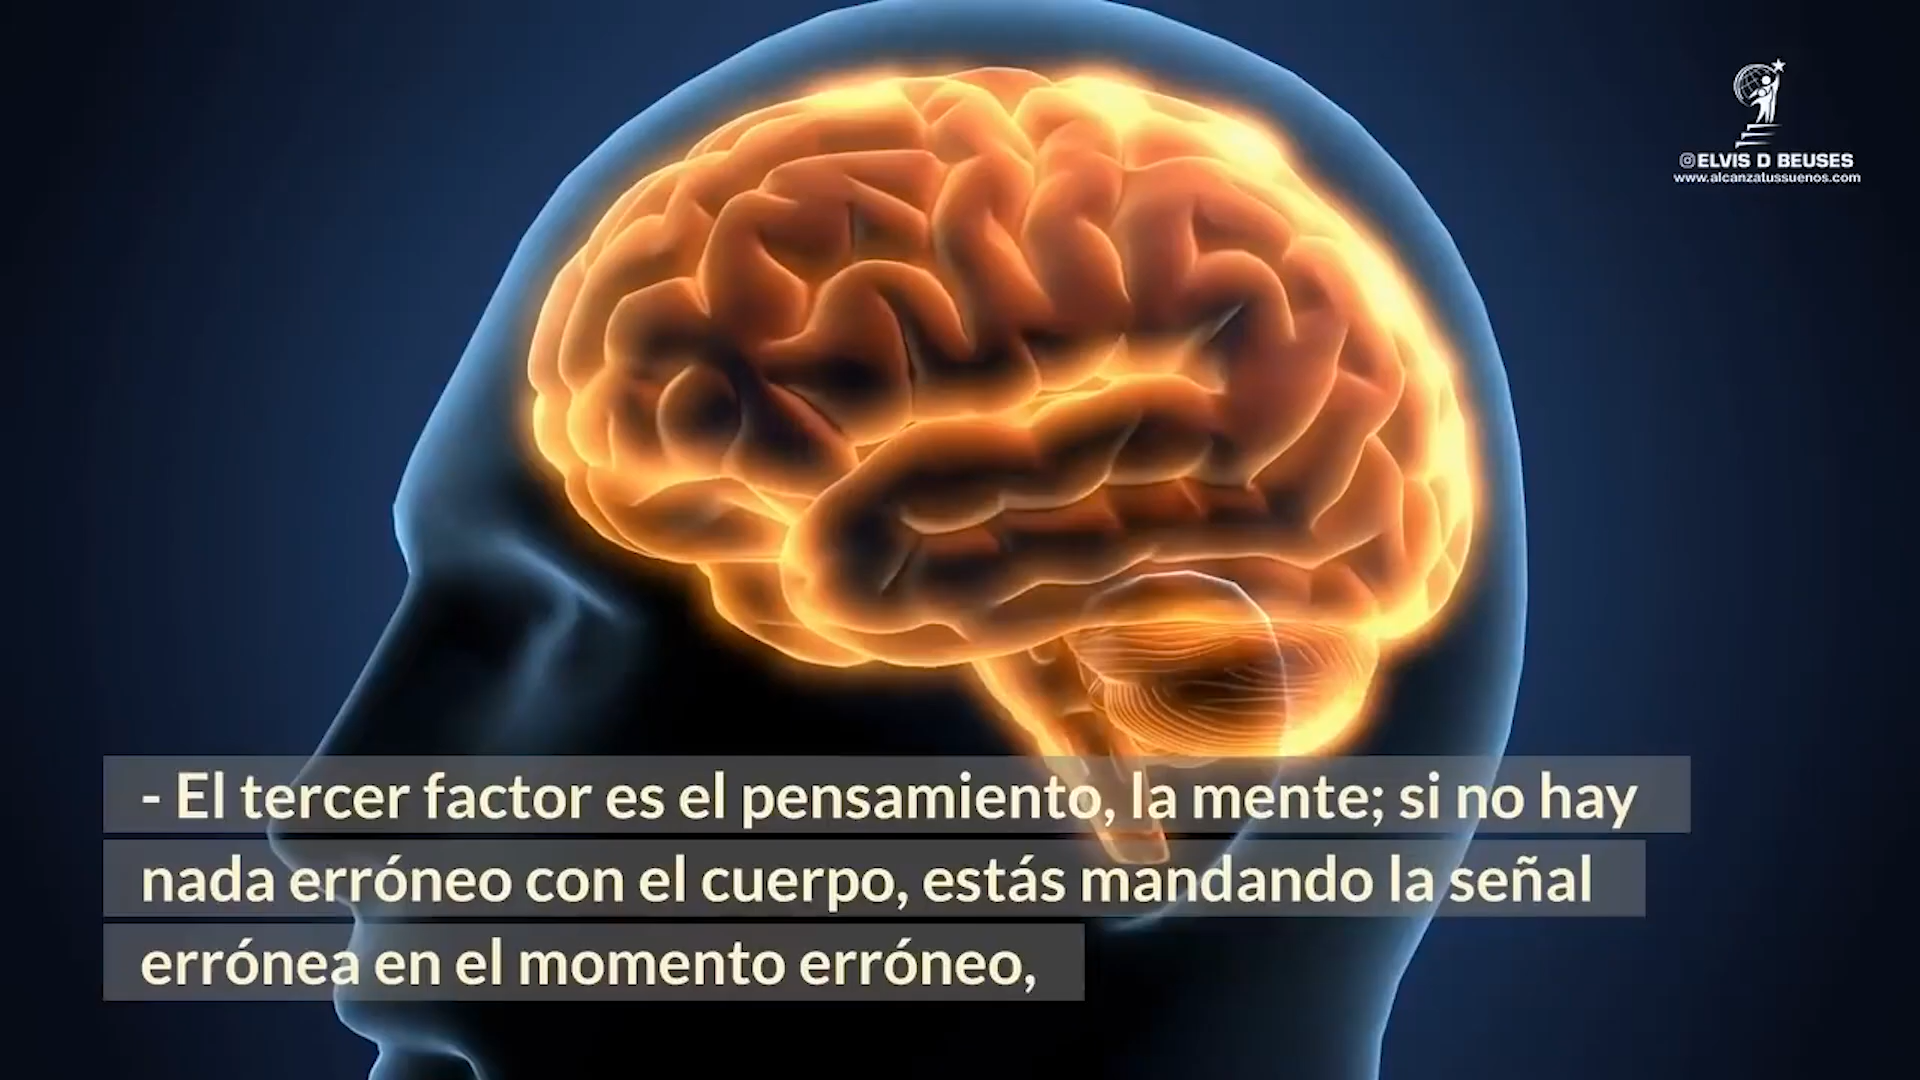 ELVIS D BEUSES
www.alcanzatussuenos.com
- El tercer factor es el pensamiento, la mente; si no hay
nada erróneo con el cuerpo, estás mandando la señal
errónea en el momento erróneo,